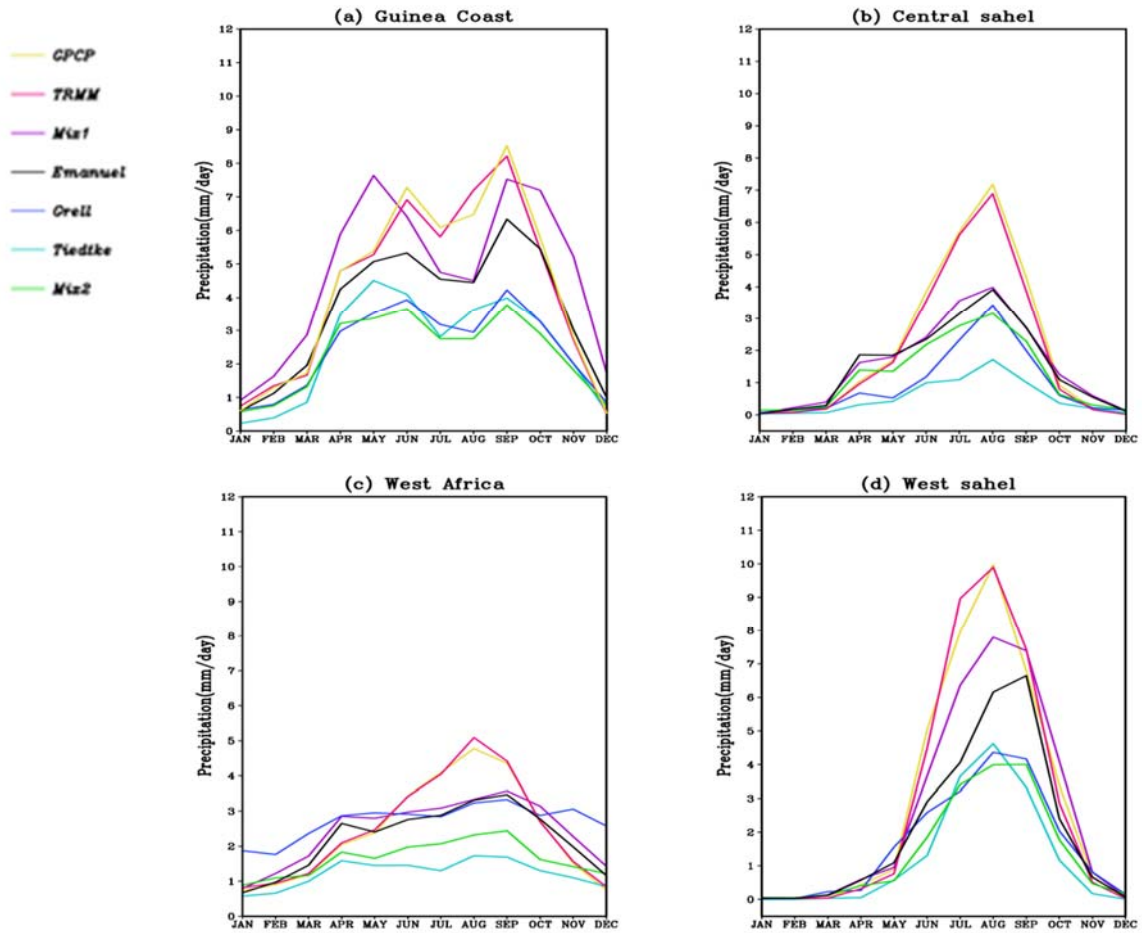 GPCP
TRMM
Mix1
Emanuel
Grell
Tiedtke
Mix2
(a) Guinea Coast
Precipitation(mm/day)
12
11
10
9
8
7
6
5
4
3
2
1
0
JAN FEB MAR APR MAY JUN JUL AUG SEP OCT NOV DEC
(b) Central sahel
Precipitation(mm/day)
12
11
10
9
8
7
6
5
4
3
2
1
0
JAN FEB MAR APR MAY JUN JUL AUG SEP OCT NOV DEC
(c) West Africa
Precipitation(mm/day)
12
11
10
9
8
7
6
5
4
3
2
1
0
JAN FEB MAR APR MAY JUN JUL AUG SEP OCT NOV DEC
(d) West sahel
Precipitation(mm/day)
12
11
10
9
8
7
6
5
4
3
2
1
0
JAN FEB MAR APR MAY JUN JUL AUG SEP OCT NOV DEC